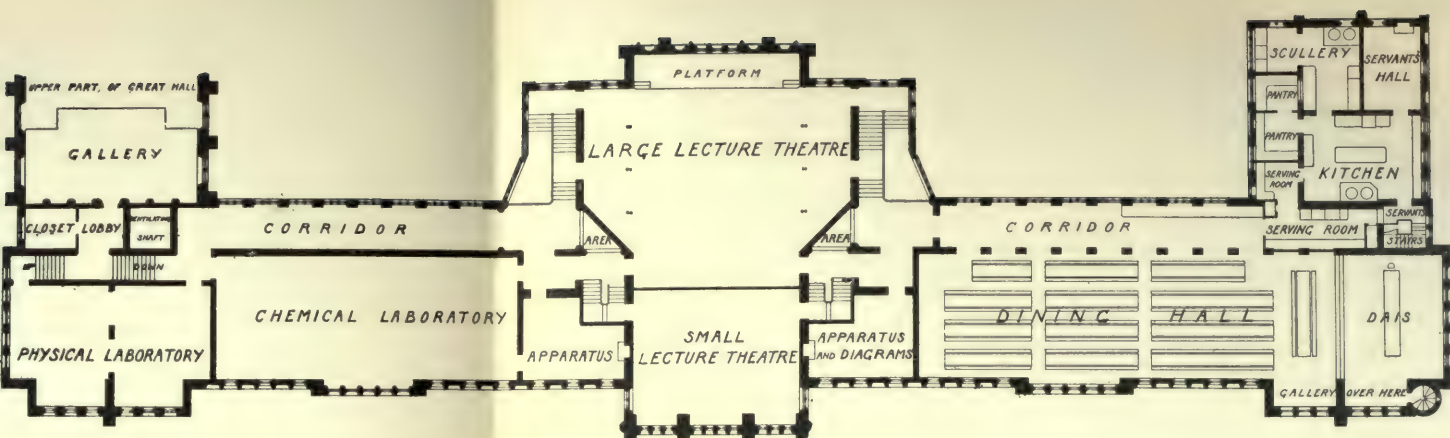 UPPER PART. OF GREAT HALL
GALLERY
CLOSET LOBBY
VENTILATING
SHAFT
UP
DOWN
CORRIDOR
CHEMICAL LABORATORY
PHYSICAL LABORATORY
APPARATUS
PLATFORM
LARGE LECTURE THEATRE
AREA
AREA
SMALL
LECTURE THEATRE
APPARATUS
AND DIAGRAMS
CORRIDOR
DINING HALL
GALLERY OVER HERE
DAIS
SCULLERY
SERVANTS
HALL
PANTRY
PANTRY
SERVING
ROOM
KITCHEN
SERVING ROOM
SERVANTS
STAIRS